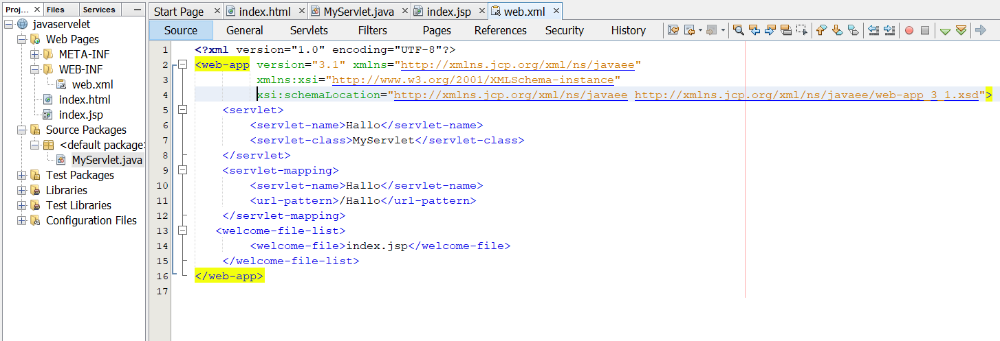 Proj...
Files
Services
javaservelet
Web Pages
META-INF
WEB-INF
web.xml
index.html
index.jsp
Source Packages
<default package>
MyServlet.java
Test Packages
Libraries
Test Libraries
Configuration Files
Start Page
index.html
MyServlet.java
index.jsp
web.xml
Source General Servlets Filters Pages References Security History
1 <?xml version="1.0" encoding="UTF-8"?>
2 <web-app version="3.1" xmlns="http://xmlns.jcp.org/xml/ns/javaee"
3 xmlns:xsi="http://www.w3.org/2001/XMLSchema-instance"
4 xsi:schemaLocation="http://xmlns.jcp.org/xml/ns/javaee http://xmlns.jcp.org/xml/ns/javaee/web-app_3_1.xsd">
5 <servlet>
6 <servlet-name>Hallo</servlet-name>
7 <servlet-class>MyServlet</servlet-class>
8 </servlet>
9 <servlet-mapping>
10 <servlet-name>Hallo</servlet-name>
11 <url-pattern>/Hallo</url-pattern>
12 </servlet-mapping>
13 <welcome-file-list>
14 <welcome-file>index.jsp</welcome-file>
15 </welcome-file-list>
16 </web-app>
17